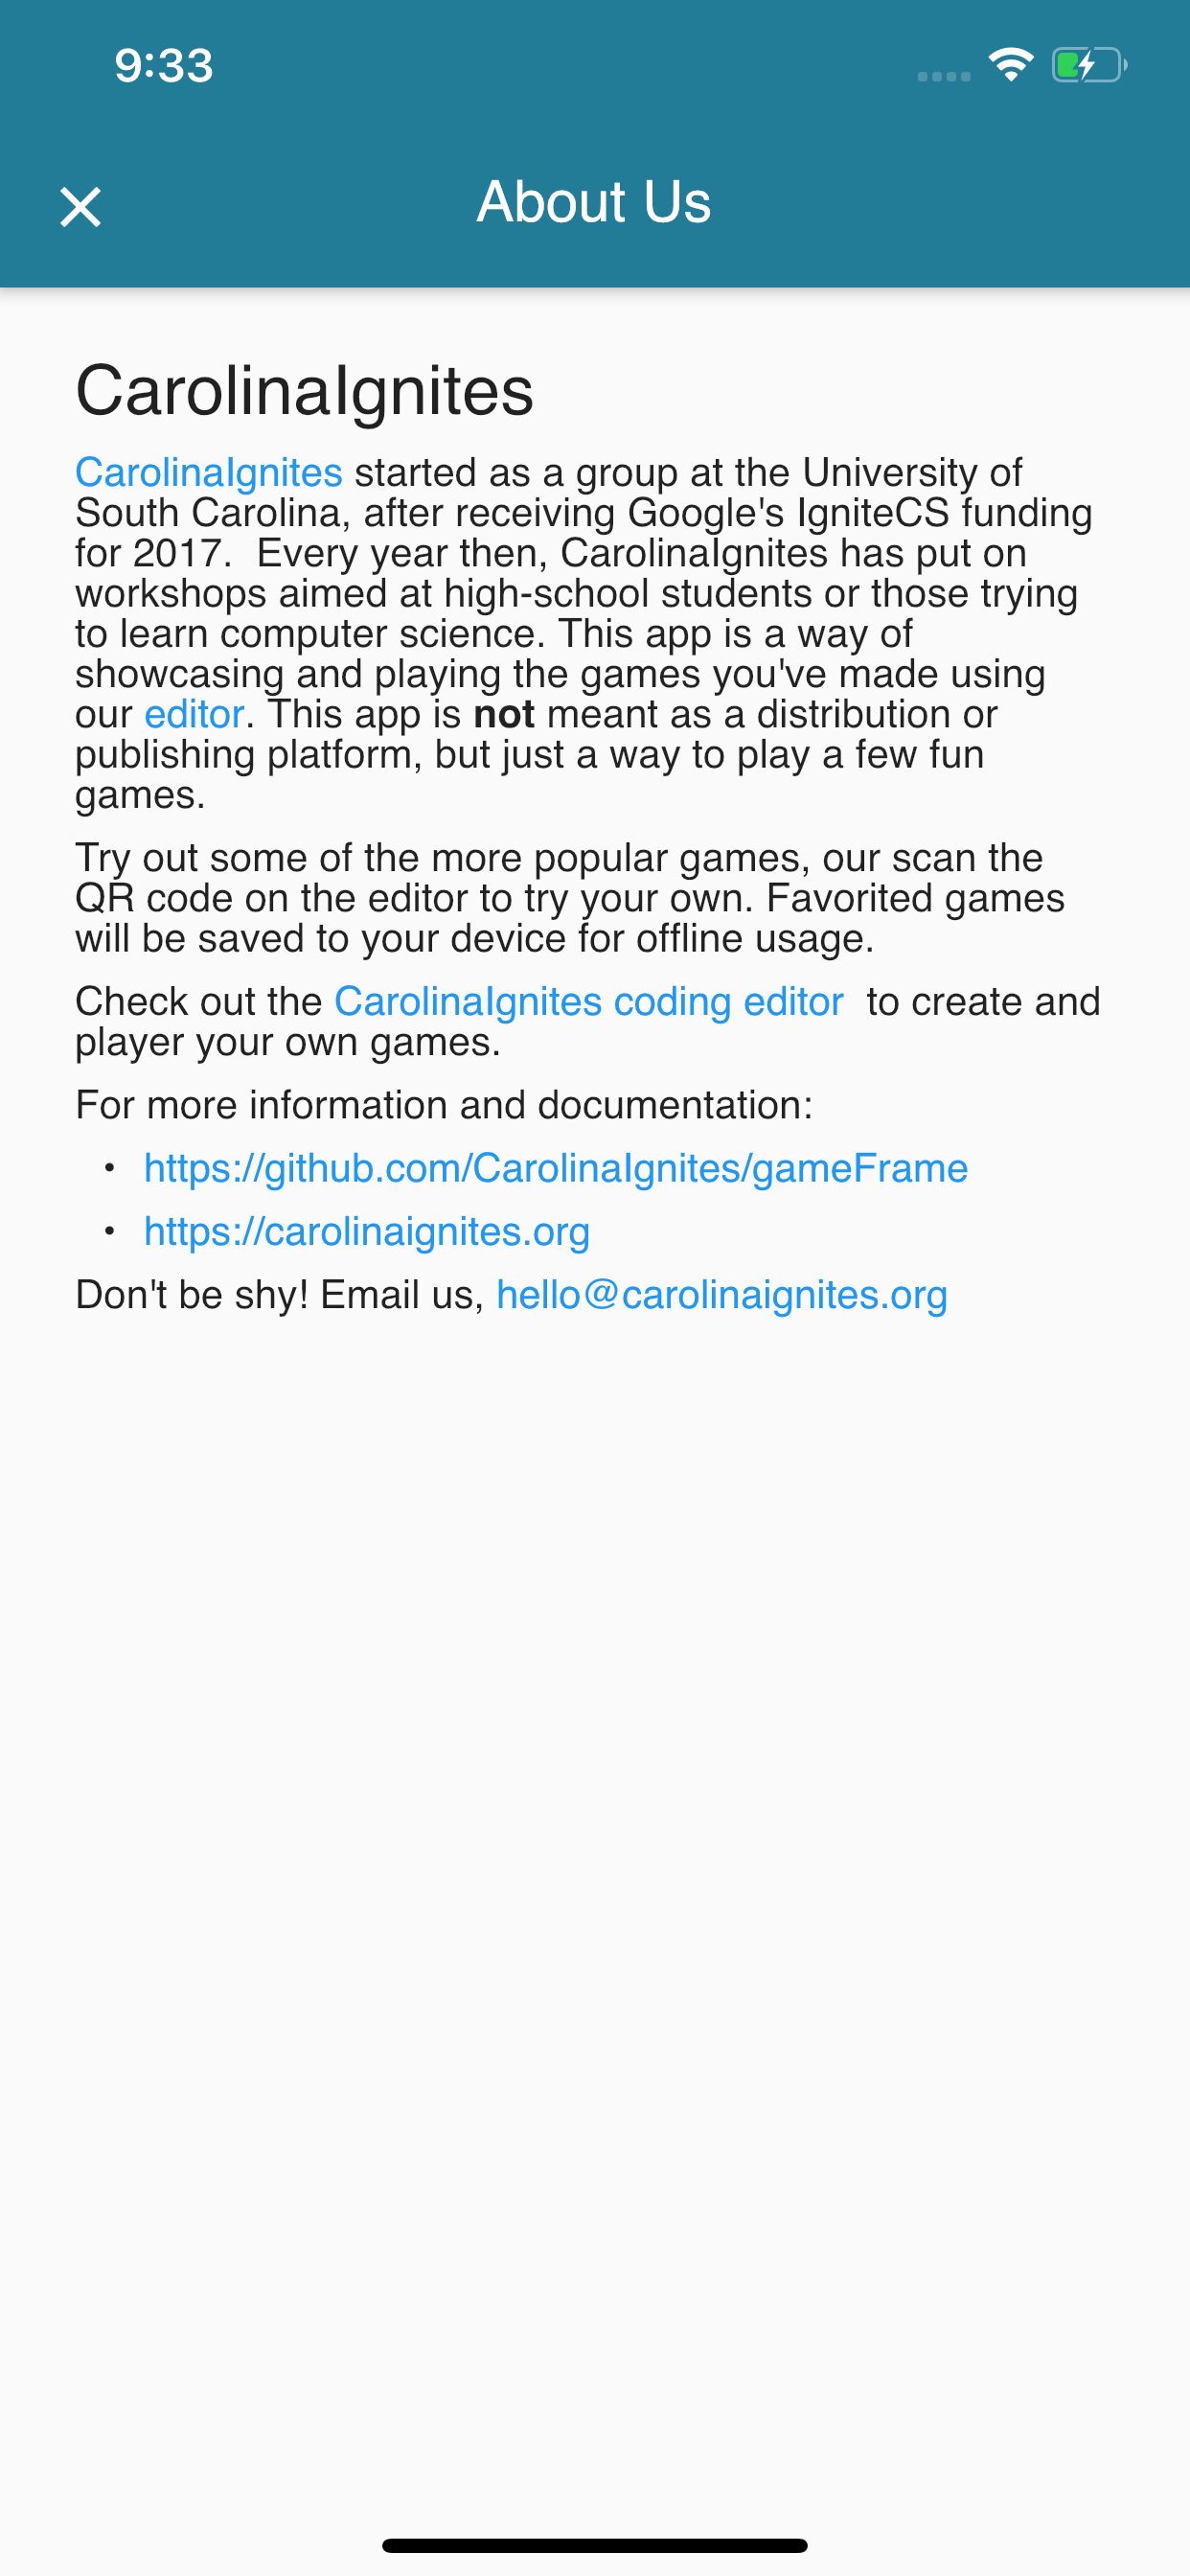 9:33
About Us
CarolinaIgnites
CarolinaIgnites started as a group at the University of
South Carolina, after receiving Google's IgniteCS funding
for 2017.  Every year then, CarolinaIgnites has put on
workshops aimed at high-school students or those trying
to learn computer science. This app is a way of
showcasing and playing the games you've made using
our editor. This app is not meant as a distribution or
publishing platform, but just a way to play a few fun
games.
Try out some of the more popular games, our scan the
QR code on the editor to try your own. Favorited games
will be saved to your device for offline usage.
Check out the CarolinaIgnites coding editor  to create and
player your own games.
For more information and documentation:
• https://github.com/CarolinaIgnites/gameFrame
• https://carolinaignites.org
Don't be shy! Email us, hello@carolinaignites.org